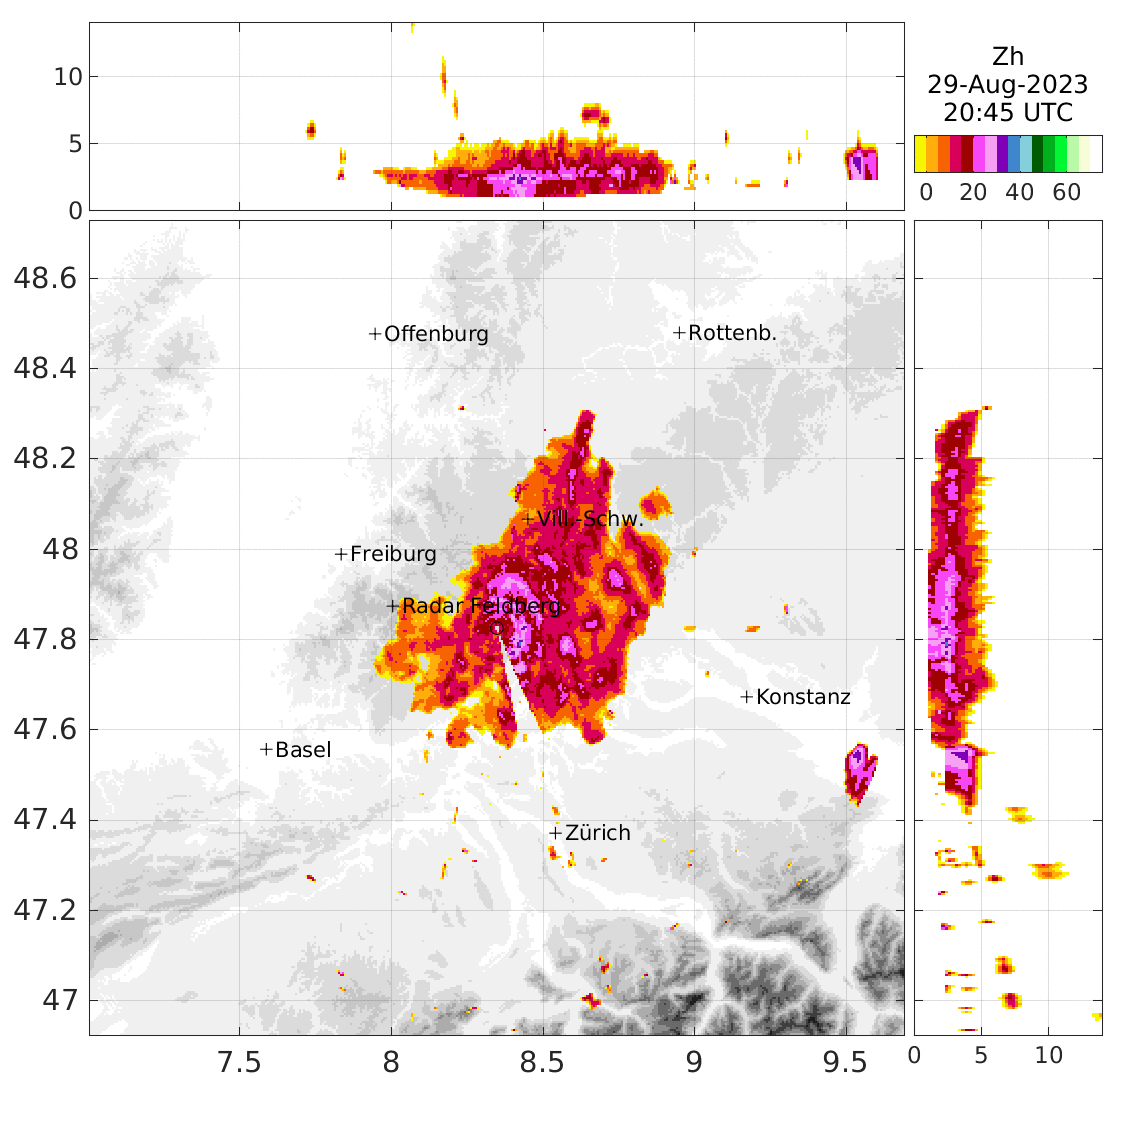 Zh
29-Aug-2023
20:45 UTC
0 20 40 60
10
5
0
48.6
48.4
48.2
48
47.8
47.6
47.4
47.2
47
+Offenburg
+Rottenb.
+Vill.-Schw.
+Freiburg
+Radar Feldberg
+Konstanz
+Basel
+Zürich
7.5 8 8.5 9 9.5
0 5 10